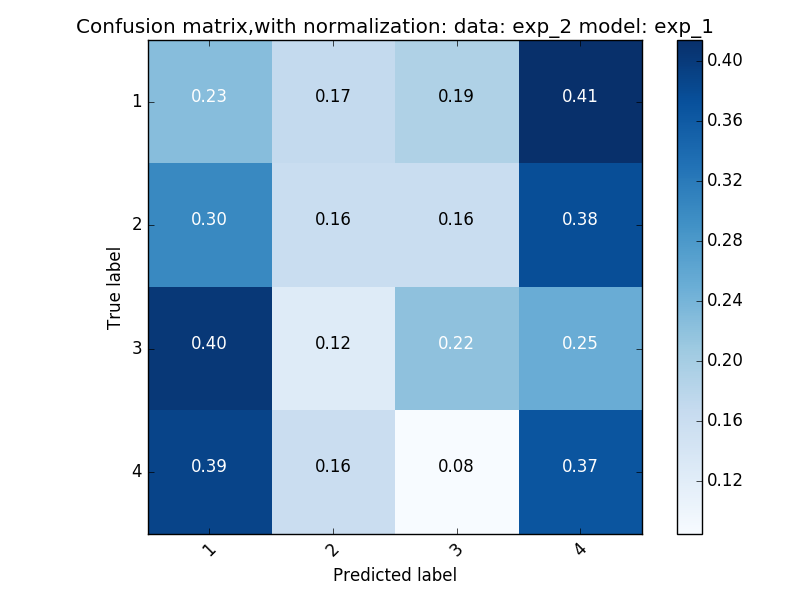 Confusion matrix,with normalization: data: exp_2 model: exp_1
True label
1 0.23 0.17 0.19 0.41
2 0.30 0.16 0.16 0.38
3 0.40 0.12 0.22 0.25
4 0.39 0.16 0.08 0.37
1 2 3 4
Predicted label
0.40
0.36
0.32
0.28
0.24
0.20
0.16
0.12